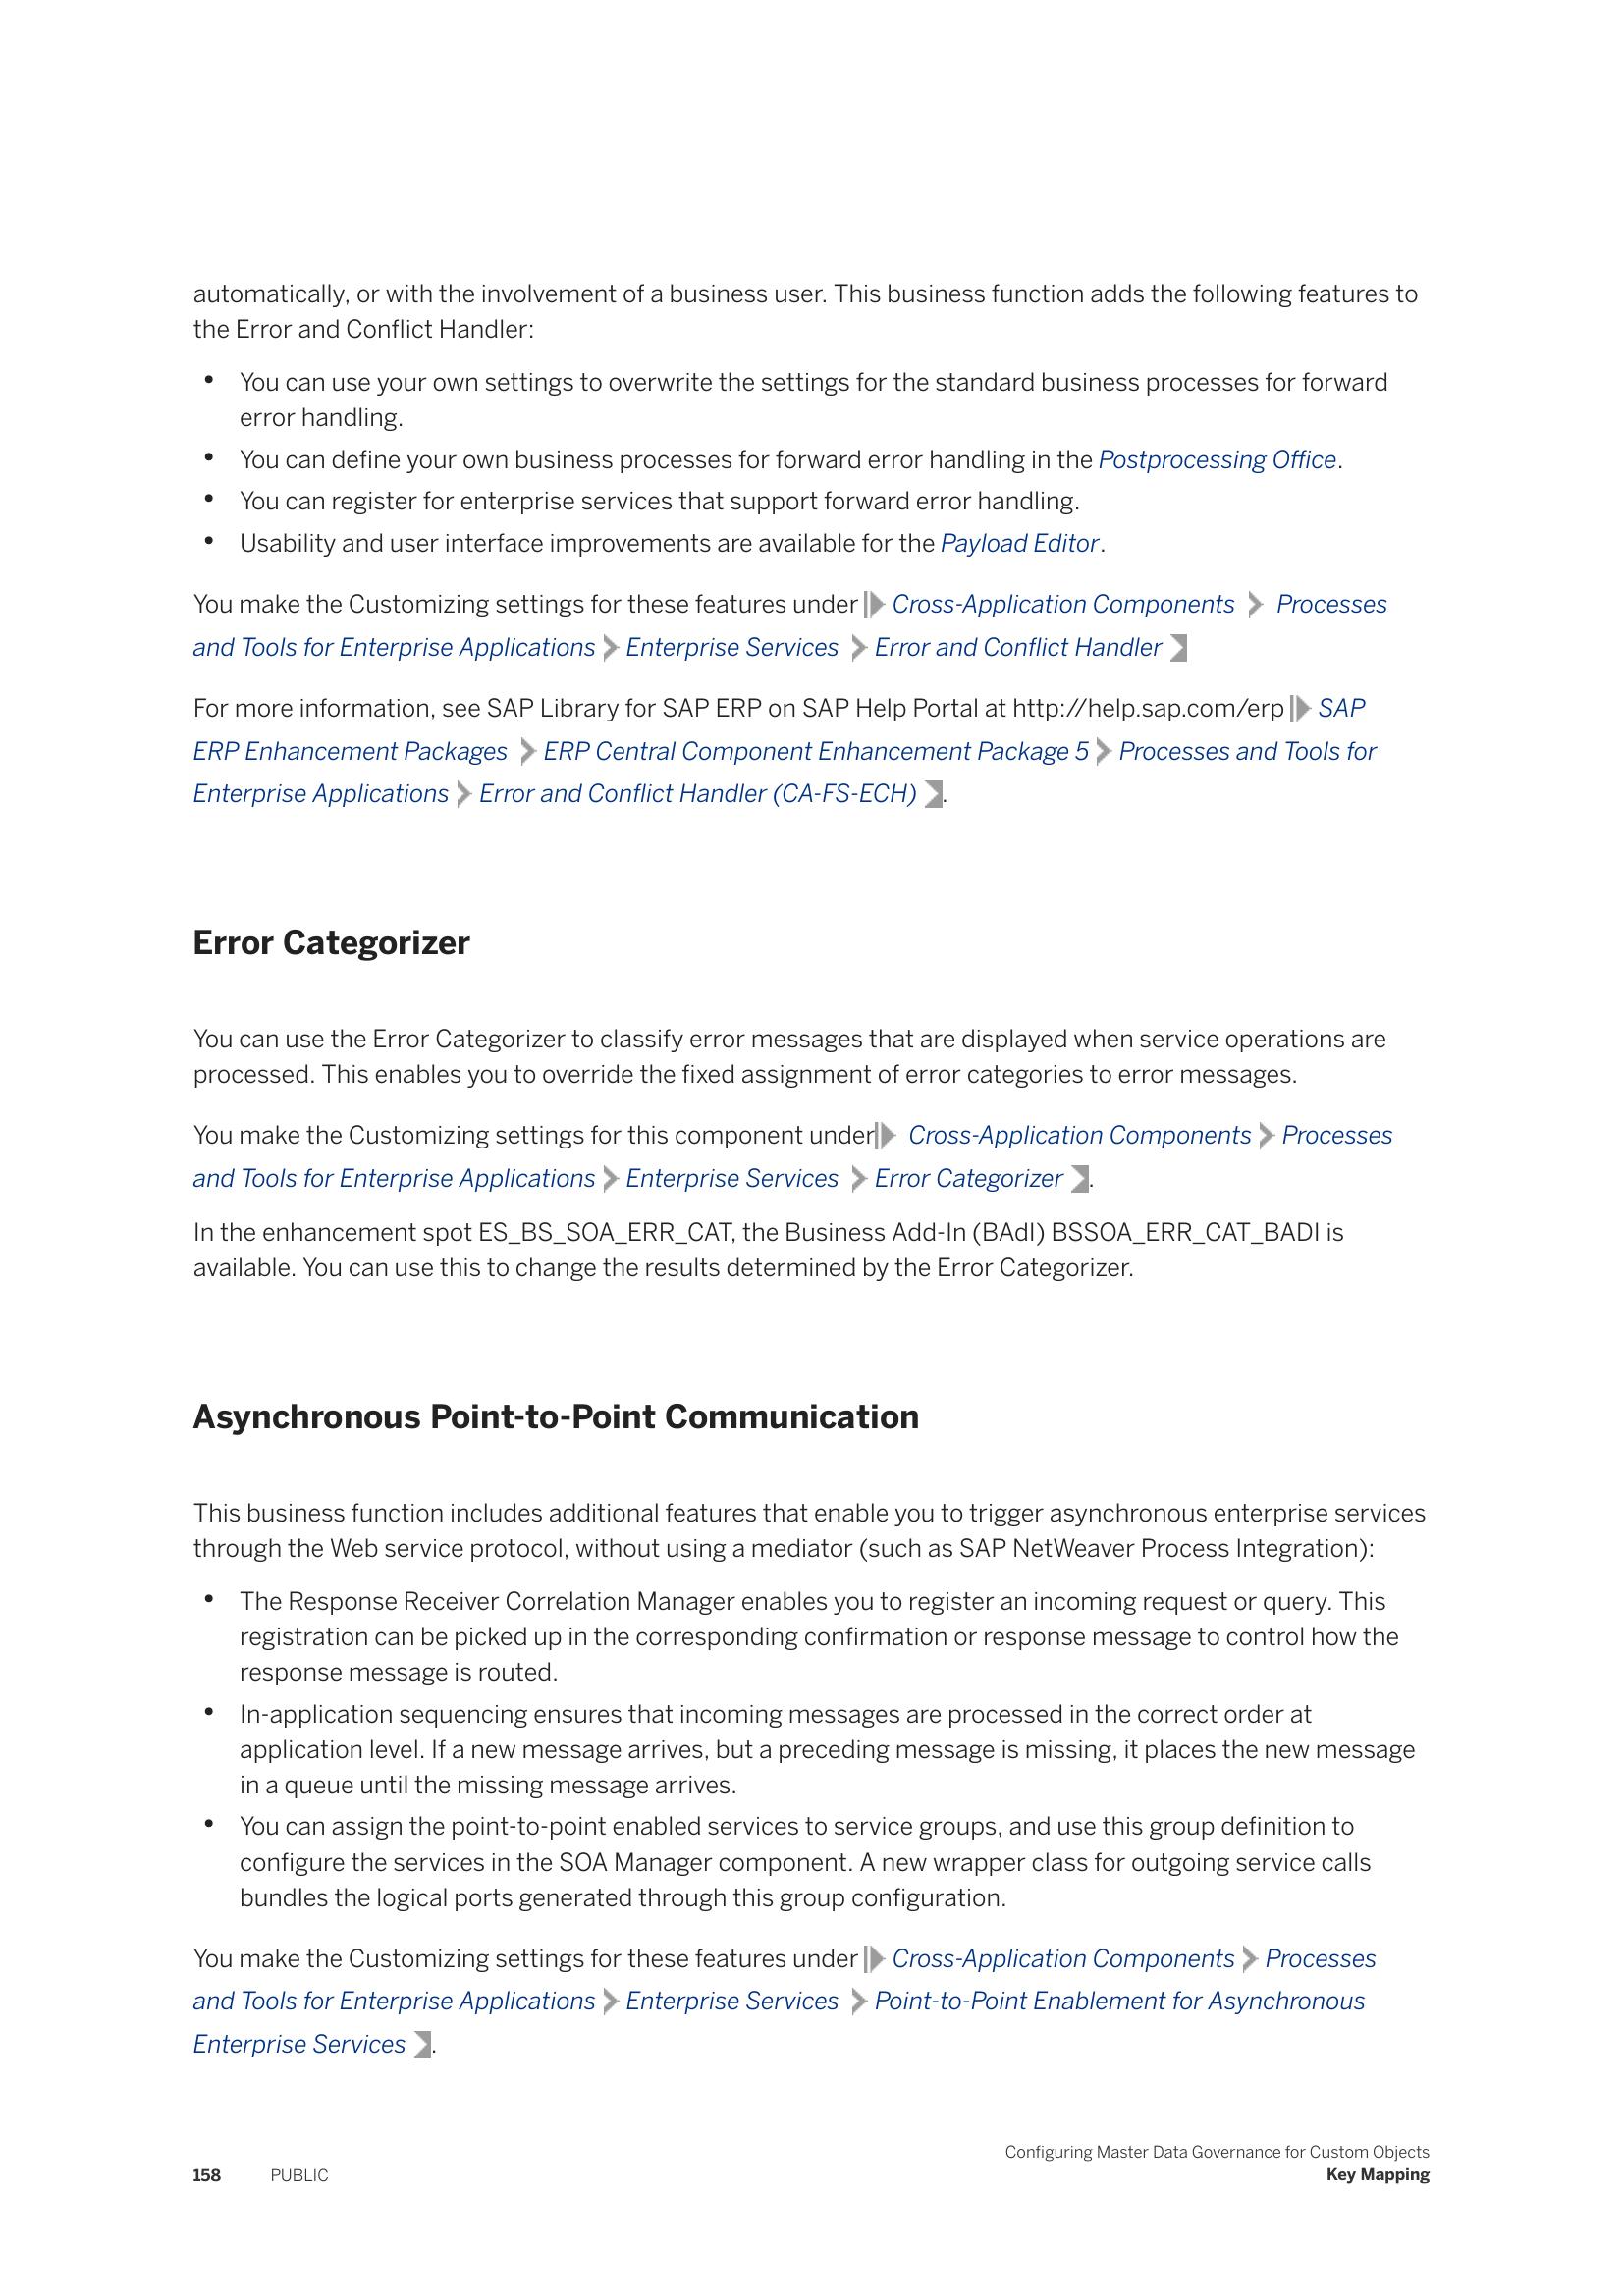 automatically, or with the involvement of a business user. This business function adds the following features to
the Error and Conflict Handler:
• You can use your own settings to overwrite the settings for the standard business processes for forward
error handling.
• You can define your own business processes for forward error handling in the Postprocessing Office.
• You can register for enterprise services that support forward error handling.
• Usability and user interface improvements are available for the Payload Editor.
You make the Customizing settings for these features under Cross-Application Components Processes
and Tools for Enterprise Applications Enterprise Services Error and Conflict Handler
For more information, see SAP Library for SAP ERP on SAP Help Portal at http://help.sap.com/erp SAP
ERP Enhancement Packages ERP Central Component Enhancement Package 5 Processes and Tools for
Enterprise Applications Error and Conflict Handler (CA-FS-ECH) .
Error Categorizer
You can use the Error Categorizer to classify error messages that are displayed when service operations are
processed. This enables you to override the fixed assignment of error categories to error messages.
You make the Customizing settings for this component under Cross-Application Components Processes
and Tools for Enterprise Applications Enterprise Services Error Categorizer .
In the enhancement spot ES_BS_SOA_ERR_CAT, the Business Add-In (BAdI) BSSOA_ERR_CAT_BADI is
available. You can use this to change the results determined by the Error Categorizer.
Asynchronous Point-to-Point Communication
This business function includes additional features that enable you to trigger asynchronous enterprise services
through the Web service protocol, without using a mediator (such as SAP NetWeaver Process Integration):
• The Response Receiver Correlation Manager enables you to register an incoming request or query. This
registration can be picked up in the corresponding confirmation or response message to control how the
response message is routed.
• In-application sequencing ensures that incoming messages are processed in the correct order at
application level. If a new message arrives, but a preceding message is missing, it places the new message
in a queue until the missing message arrives.
• You can assign the point-to-point enabled services to service groups, and use this group definition to
configure the services in the SOA Manager component. A new wrapper class for outgoing service calls
bundles the logical ports generated through this group configuration.
You make the Customizing settings for these features under Cross-Application Components Processes
and Tools for Enterprise Applications Enterprise Services Point-to-Point Enablement for Asynchronous
Enterprise Services .
Configuring Master Data Governance for Custom Objects
158 PUBLIC Key Mapping